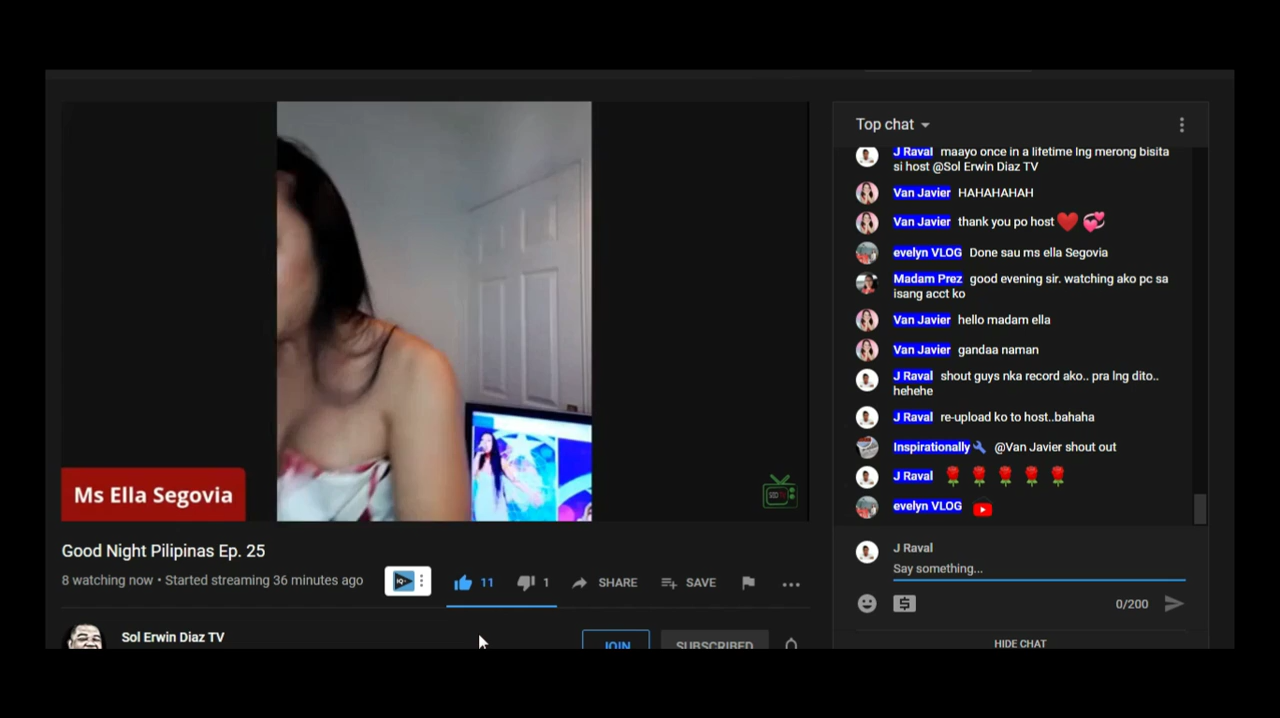 Ms Ella Segovia
Good Night Pilipinas Ep. 25
8 watching now • Started streaming 36 minutes ago
11
1
SHARE
SAVE
Sol Erwin Diaz TV
JOIN
SUBSCRIBED
Top chat
J Raval maayo once in a lifetime lng merong bisita
si host @Sol Erwin Diaz TV
Van Javier HAHAHAHAH
Van Javier thank you po host
evelyn VLOG Done sau ms ella Segovia
Madam Prez good evening sir. watching ako pc sa
isang acct ko
Van Javier hello madam ella
Van Javier gandaa naman
J Raval shout guys nka record ako.. pra lng dito..
hehehe
J Raval re-upload ko to host..bahaha
Inspirationally @Van Javier shout out
J Raval
evelyn VLOG
J Raval
Say something...
0/200
HIDE CHAT